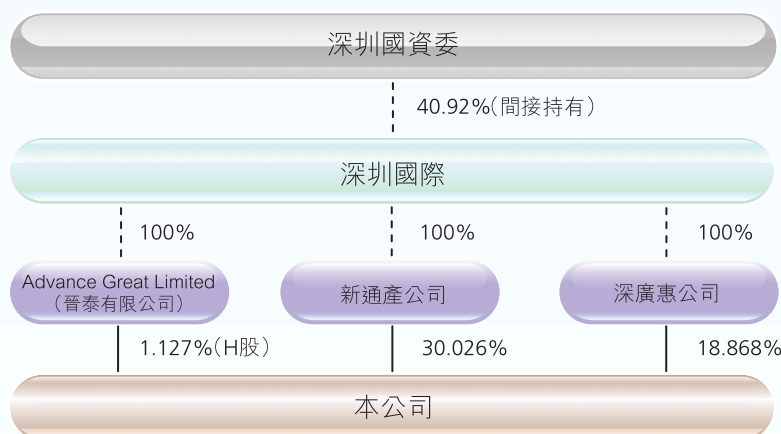 深圳國資委
40.92%(間接持有)
深圳國際
100%
100%
100%
Advance Great Limited
(晉泰有限公司)
新通產公司
深廣惠公司
1.127%(H股)
30.026%
18.868%
本公司